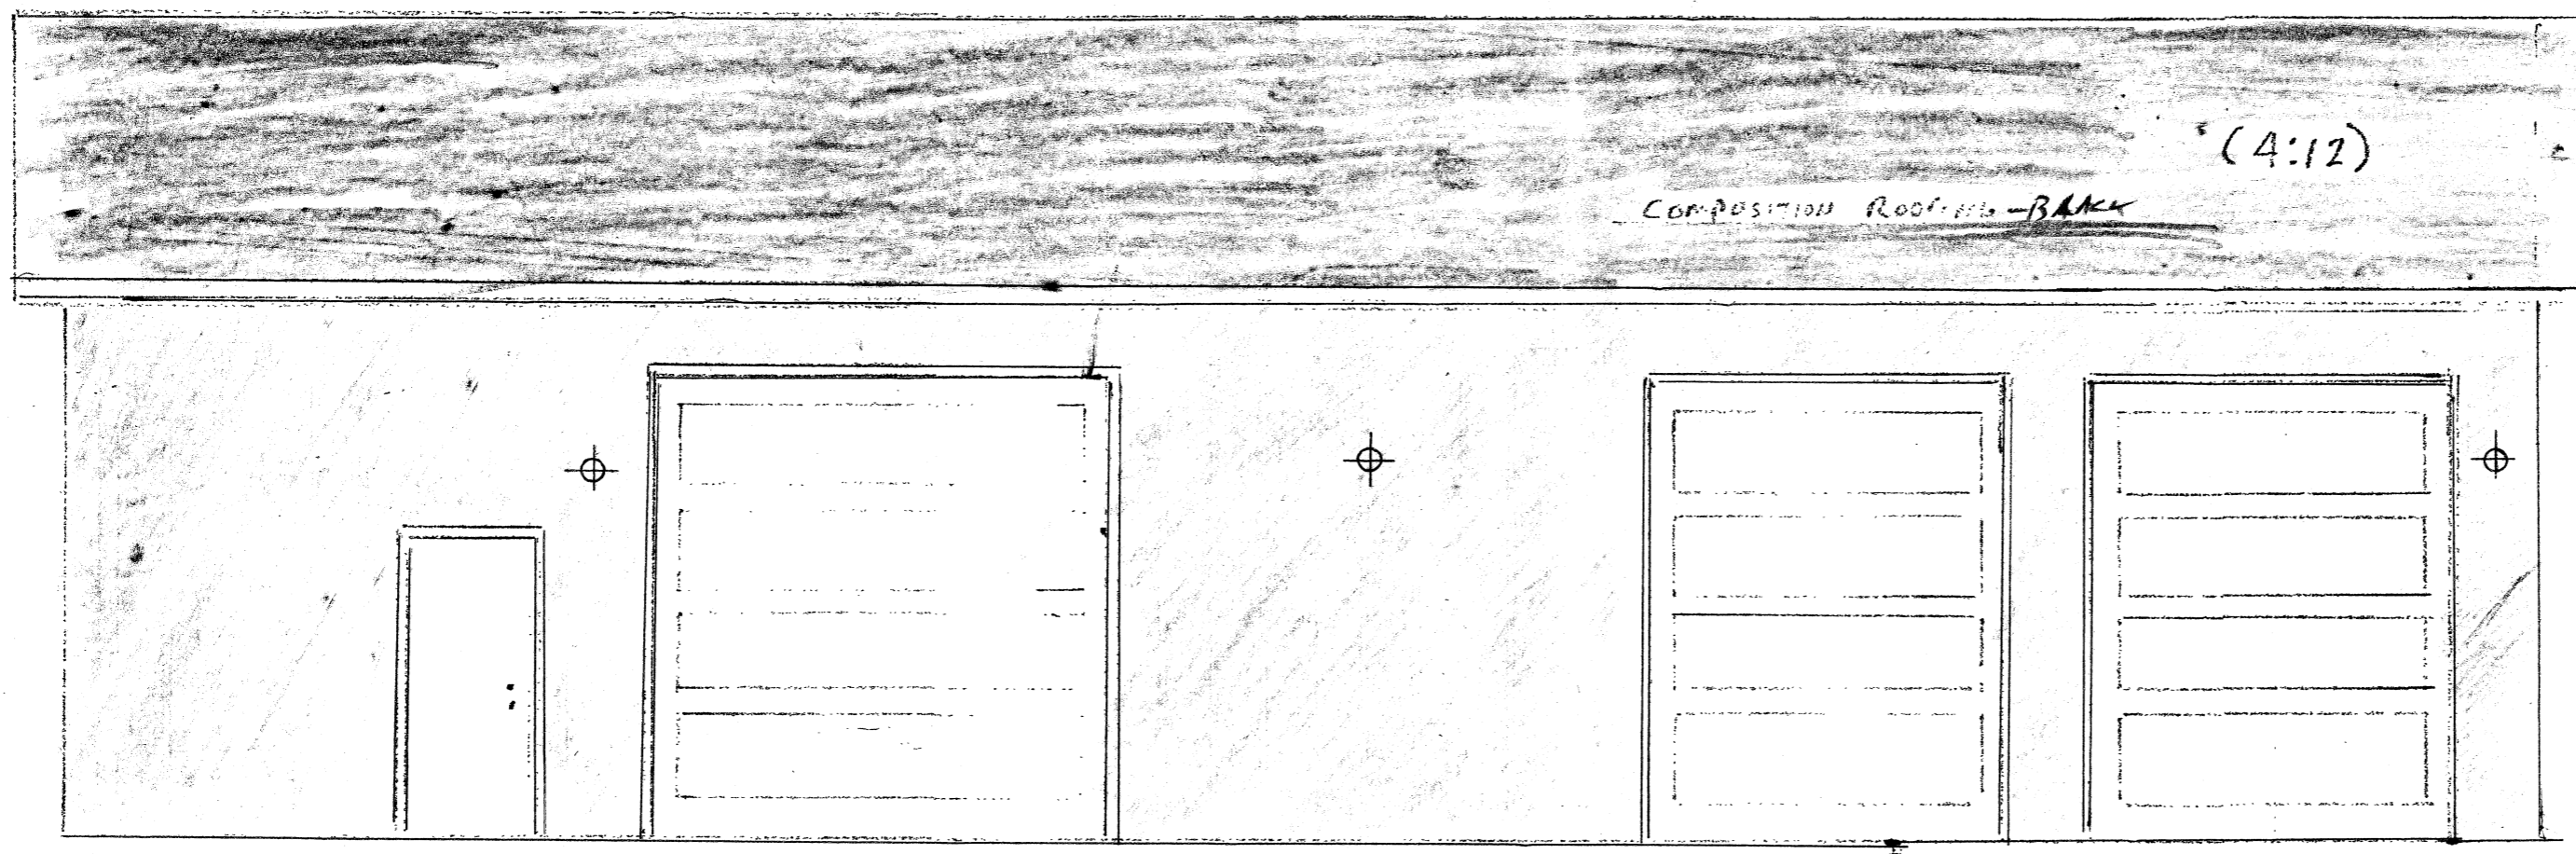 (4:12)
COMPOSITION ROOFING - BLACK